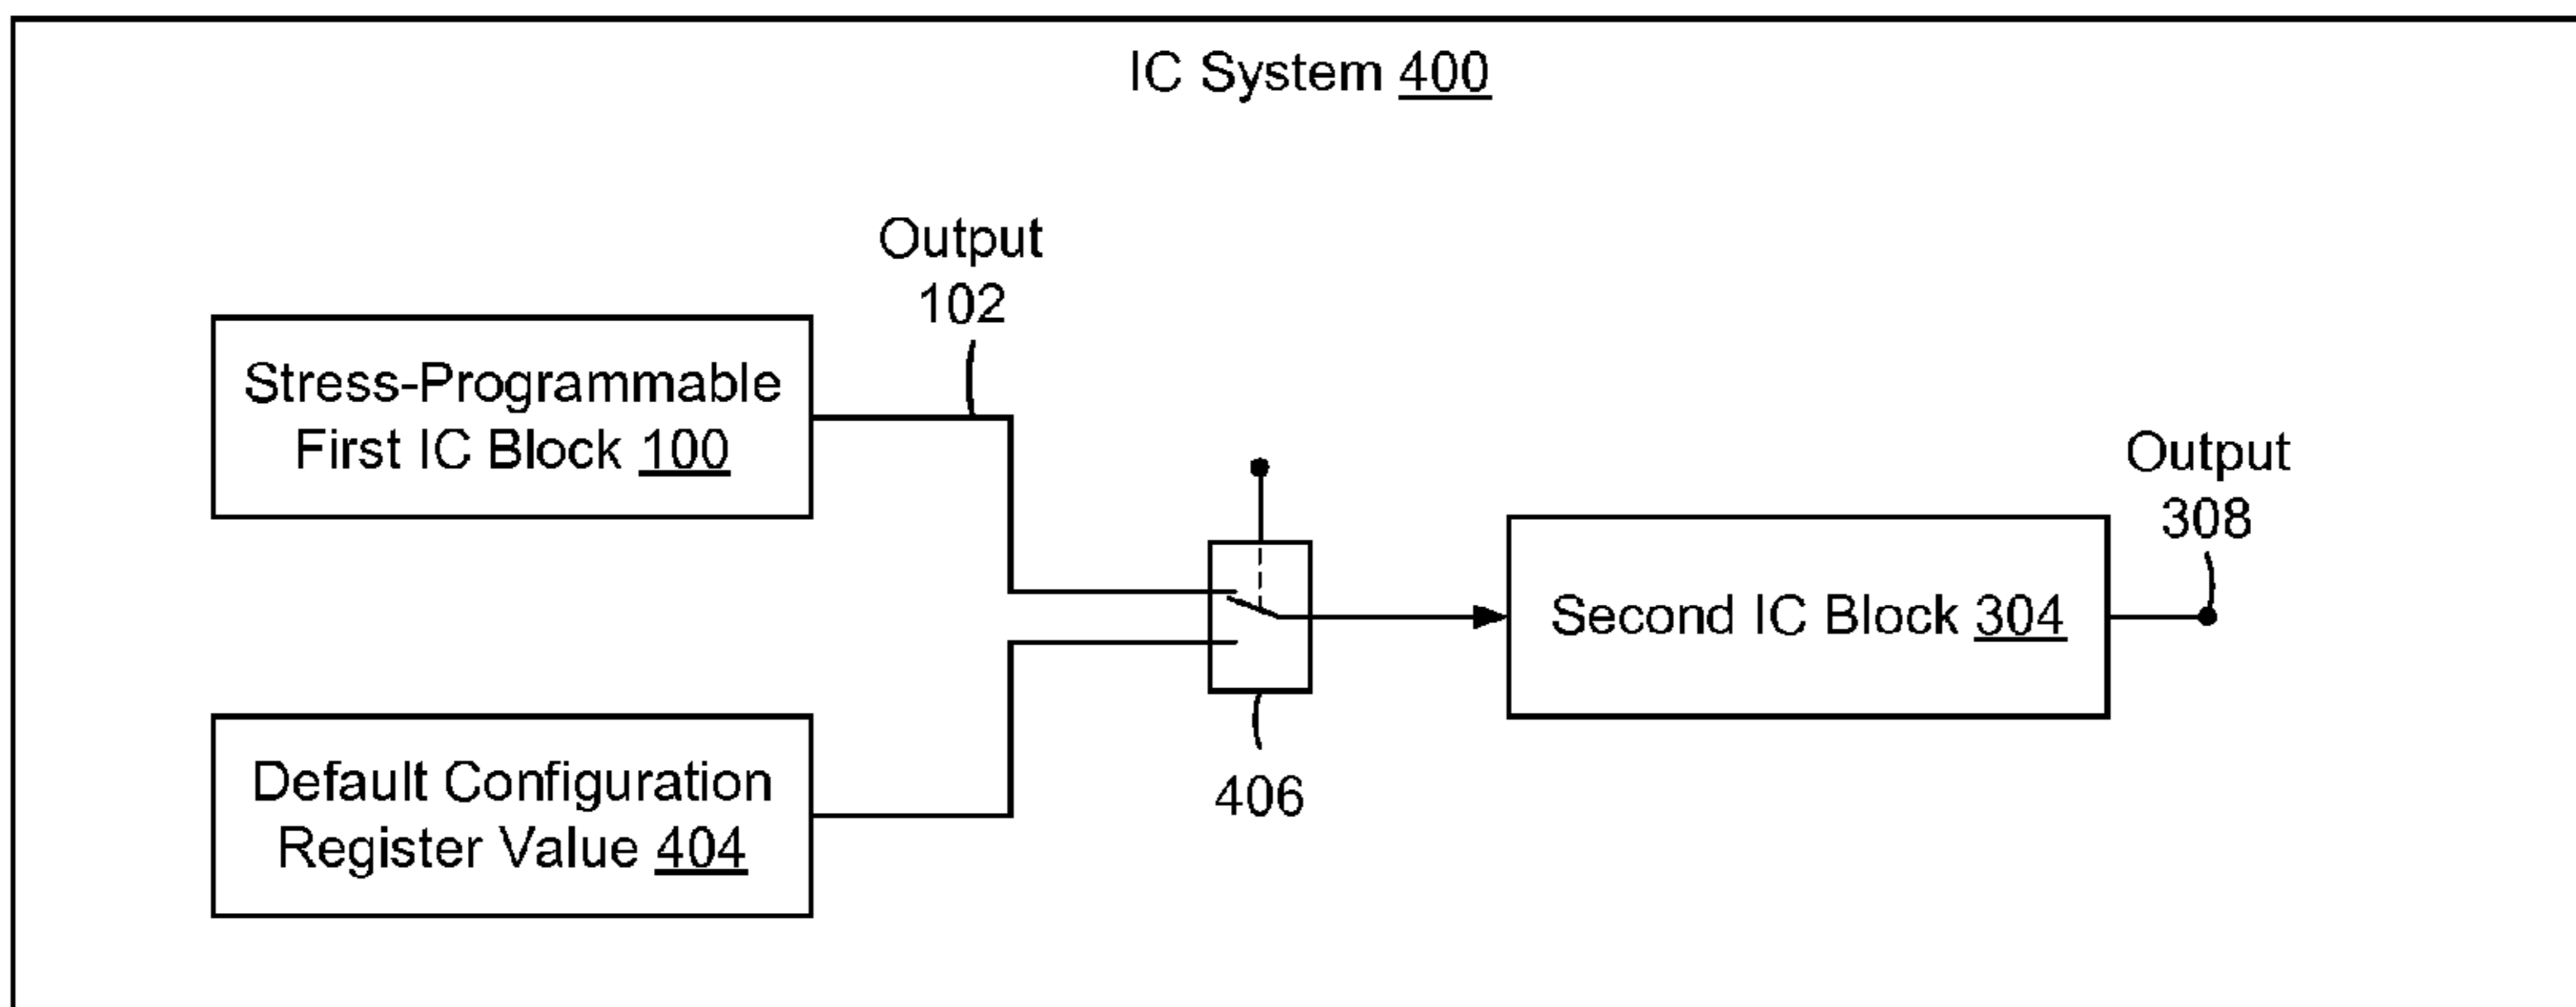 IC System 400
Output
102
Stress-Programmable
First IC Block 100
Output
308
Second IC Block 304
Default Configuration
Register Value 404
406